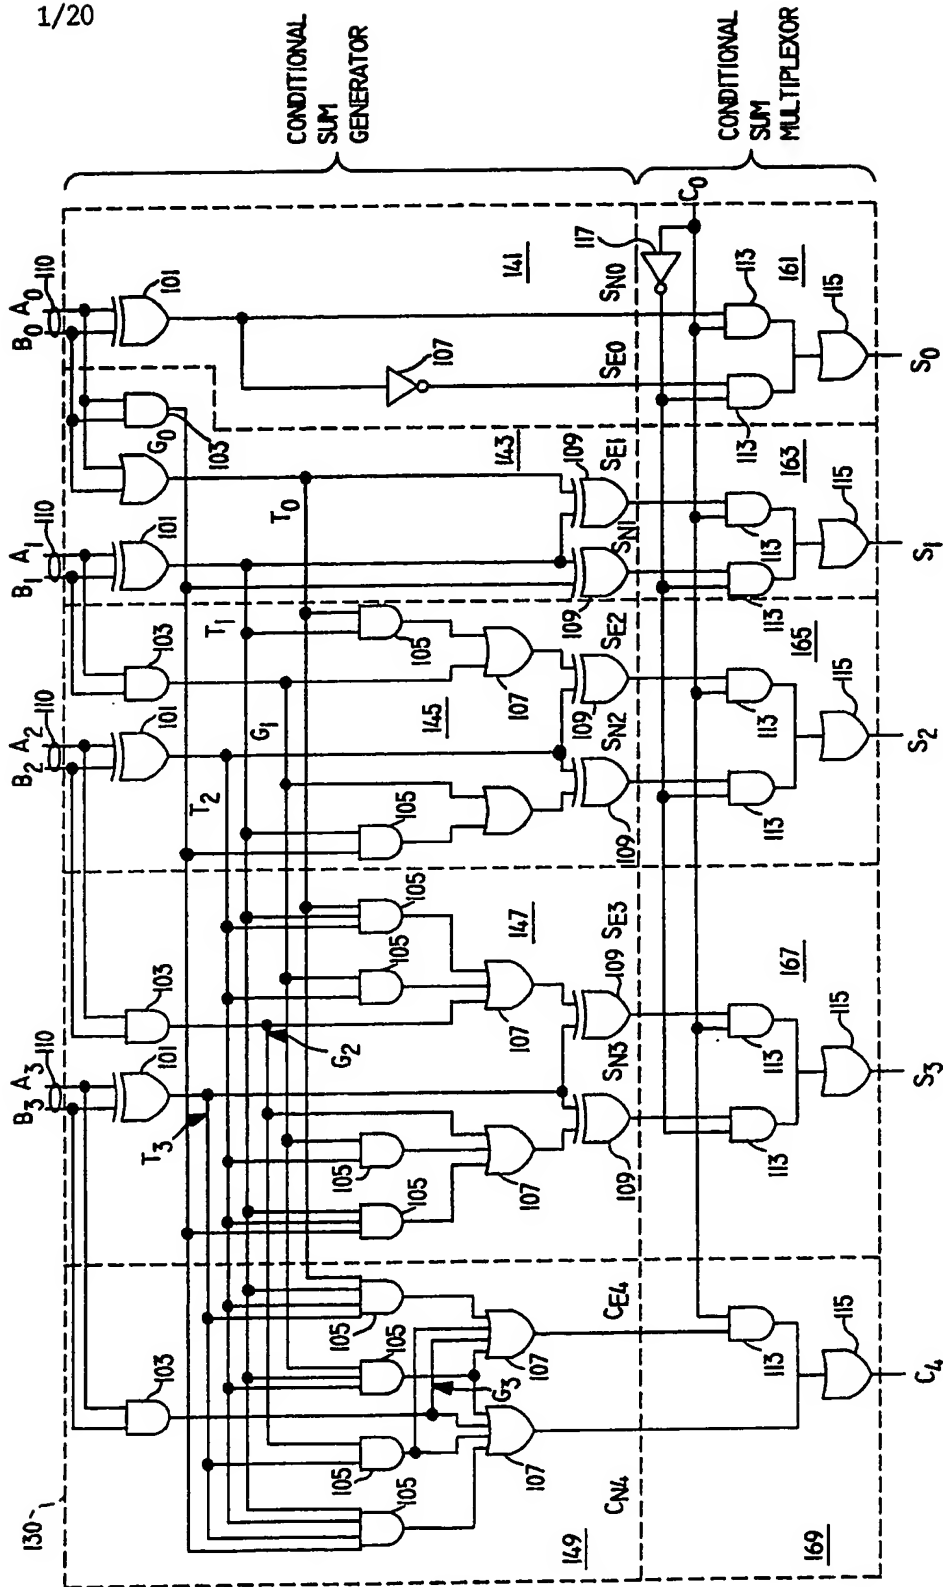 1/20
CONDITIONAL
SUM
GENERATOR
CONDITIONAL
SUM
MULTIPLEXOR
130
B3 A3 110
B2 A2 110
B1 A1 110
B0 A0 110
103
101
103
101
103
101
G0
103
101
T3
T2
T1
T0
G1
G2
G3
105
105
105
105
105
105
105
105
105
105
107
107
107
107
107
107
149
147
145
143
141
109
109
109
109
109
109
CN4
CE4
SN3
SE3
SN2
SE2
SN1
SE1
SE0
SN0
117
C0
113
113
113
113
113
113
113
113
113
169
167
165
163
161
115
115
115
115
115
C4
S3
S2
S1
S0